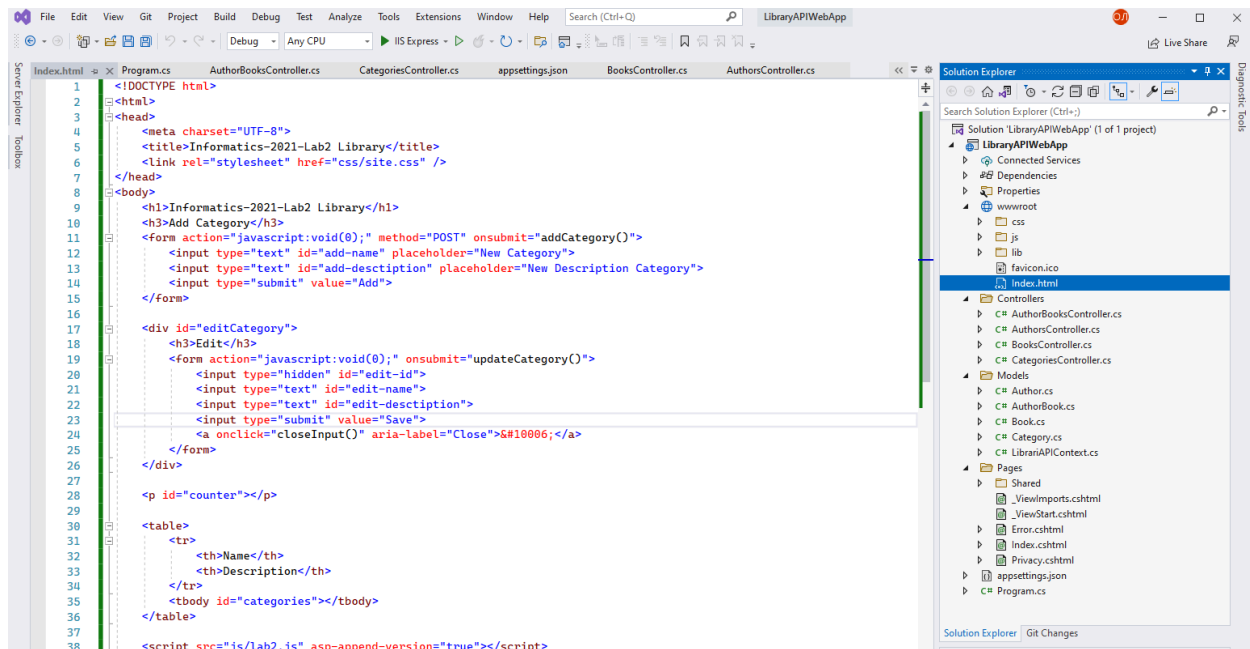 File Edit View Git Project Build Debug Test Analyze Tools Extensions Window Help Search (Ctrl+Q) LibraryAPIWebApp ОЛ
Debug Any CPU IIS Express Live Share
Server Explorer
Toolbox
Index.html Program.cs AuthorBooksController.cs CategoriesController.cs appsettings.json BooksController.cs AuthorsController.cs
1 <!DOCTYPE html>
2 <html>
3 <head>
4 <meta charset="UTF-8">
5 <title>Informatics-2021-Lab2 Library</title>
6 <link rel="stylesheet" href="css/site.css" />
7 </head>
8 <body>
9 <h1>Informatics-2021-Lab2 Library</h1>
10 <h3>Add Category</h3>
11 <form action="javascript:void(0);" method="POST" onsubmit="addCategory()">
12 <input type="text" id="add-name" placeholder="New Category">
13 <input type="text" id="add-desctiption" placeholder="New Description Category">
14 <input type="submit" value="Add">
15 </form>
16
17 <div id="editCategory">
18 <h3>Edit</h3>
19 <form action="javascript:void(0);" onsubmit="updateCategory()">
20 <input type="hidden" id="edit-id">
21 <input type="text" id="edit-name">
22 <input type="text" id="edit-desctiption">
23 <input type="submit" value="Save">
24 <a onclick="closeInput()" aria-label="Close">&#10006;</a>
25 </form>
26 </div>
27
28 <p id="counter"></p>
29
30 <table>
31 <tr>
32 <th>Name</th>
33 <th>Description</th>
34 </tr>
35 <tbody id="categories"></tbody>
36 </table>
37
38 <script src="js/lab2.js" asp-append-version="true"></script>
Solution Explorer
Search Solution Explorer (Ctrl+;)
Solution 'LibraryAPIWebApp' (1 of 1 project)
LibraryAPIWebApp
Connected Services
Dependencies
Properties
wwwroot
css
js
lib
favicon.ico
Index.html
Controllers
C# AuthorBooksController.cs
C# AuthorsController.cs
C# BooksController.cs
C# CategoriesController.cs
Models
C# Author.cs
C# AuthorBook.cs
C# Book.cs
C# Category.cs
C# LibrariAPIContext.cs
Pages
Shared
_ViewImports.cshtml
_ViewStart.cshtml
Error.cshtml
Index.cshtml
Privacy.cshtml
appsettings.json
C# Program.cs
Solution Explorer Git Changes
Diagnostic Tools